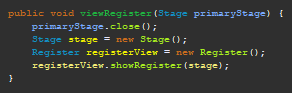 public void viewRegister(Stage primaryStage) {
    primaryStage.close();
    Stage stage = new Stage();
    Register registerView = new Register();
    registerView.showRegister(stage);
}